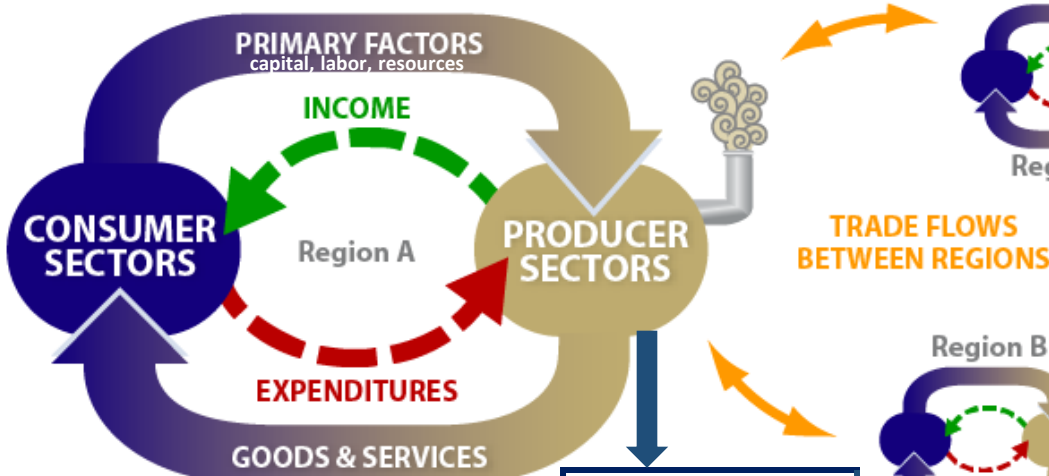 PRIMARY FACTORS
capital, labor, resources
INCOME
CONSUMER
SECTORS
Region A
PRODUCER
SECTORS
EXPENDITURES
GOODS & SERVICES
TRADE FLOWS
BETWEEN REGIONS
Region B